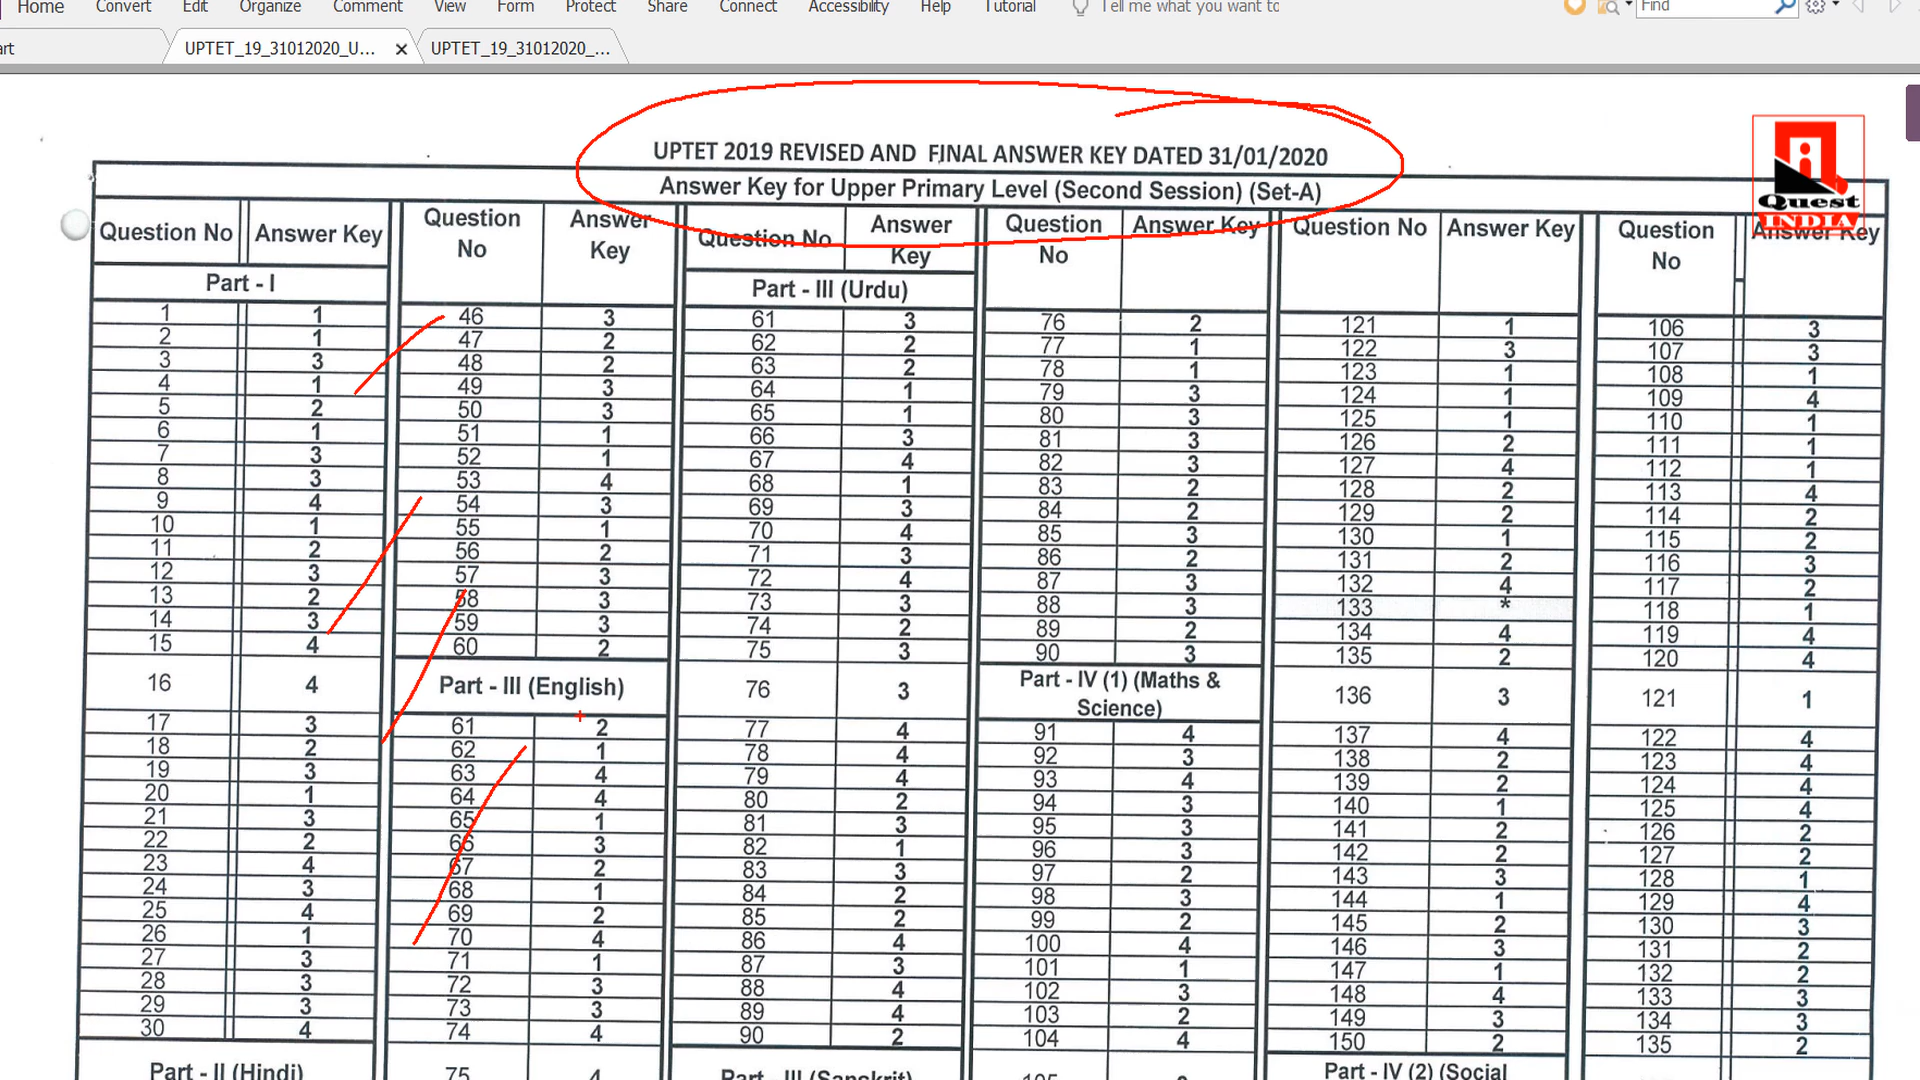 Home Convert Edit Organize Comment View Form Protect Share Connect Accessibility Help Tutorial Tell me what you want to Find
art UPTET_19_31012020_U... × UPTET_19_31012020_...
UPTET 2019 REVISED AND FINAL ANSWER KEY DATED 31/01/2020
Answer Key for Upper Primary Level (Second Session) (Set-A)
Quest
INDIA
Question No Answer Key Question No Answer Key Question No Answer Key Question No Answer Key Question No Answer Key Question No Answer Key
Part - I Part - III (Urdu)
1 1 46 3 61 3 76 2 121 1 106 3
2 1 47 2 62 2 77 1 122 3 107 3
3 3 48 2 63 2 78 1 123 1 108 1
4 1 49 3 64 1 79 3 124 1 109 4
5 2 50 3 65 1 80 3 125 1 110 1
6 1 51 1 66 3 81 3 126 2 111 1
7 3 52 1 67 4 82 3 127 4 112 1
8 3 53 4 68 1 83 2 128 2 113 4
9 4 54 3 69 3 84 2 129 2 114 2
10 1 55 1 70 4 85 3 130 1 115 2
11 2 56 2 71 3 86 2 131 2 116 3
12 3 57 3 72 4 87 3 132 4 117 2
13 2 58 3 73 3 88 3 133 * 118 1
14 3 59 3 74 2 89 2 134 4 119 4
15 4 60 2 75 3 90 3 135 2 120 4
16 4 Part - III (English) 76 3 Part - IV (1) (Maths & Science) 136 3 121 1
17 3 61 2 77 4 91 4 137 4 122 4
18 2 62 1 78 4 92 3 138 2 123 4
19 3 63 4 79 4 93 4 139 2 124 4
20 1 64 4 80 2 94 3 140 1 125 4
21 3 65 1 81 3 95 3 141 2 126 2
22 2 66 3 82 1 96 3 142 2 127 2
23 4 67 2 83 3 97 2 143 3 128 1
24 3 68 1 84 2 98 3 144 1 129 4
25 4 69 2 85 2 99 2 145 2 130 3
26 1 70 4 86 4 100 4 146 3 131 2
27 3 71 1 87 3 101 1 147 1 132 2
28 3 72 3 88 4 102 3 148 4 133 3
29 3 73 3 89 4 103 2 149 3 134 3
30 4 74 4 90 2 104 4 150 2 135 2
Part - II (Hindi) 75 4 Part - III (Sanskrit) 105 Part - IV (2) (Social